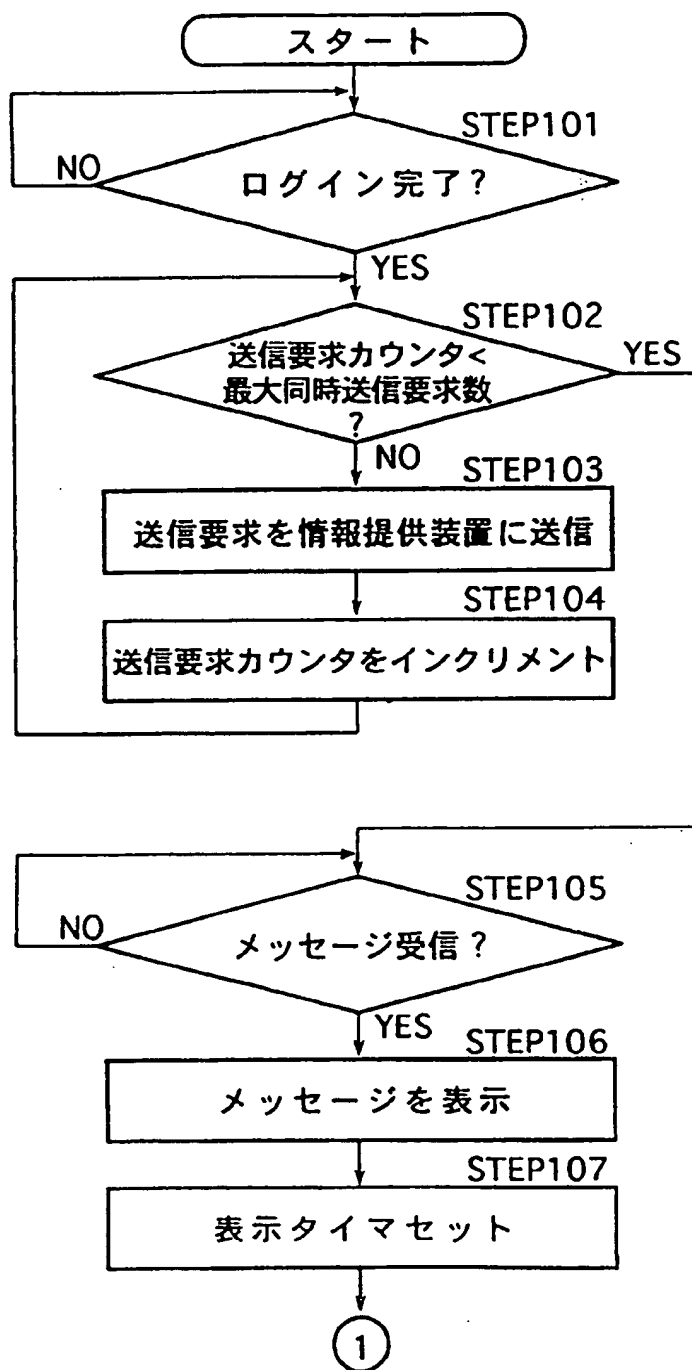 スタート
STEP101
NO
ログイン完了?
YES
STEP102
送信要求カウンタ<
最大同時送信要求数
?
YES
NO
STEP103
送信要求を情報提供装置に送信
STEP104
送信要求カウンタをインクリメント
STEP105
NO
メッセージ受信?
YES
STEP106
メッセージを表示
STEP107
表示タイマセット
1